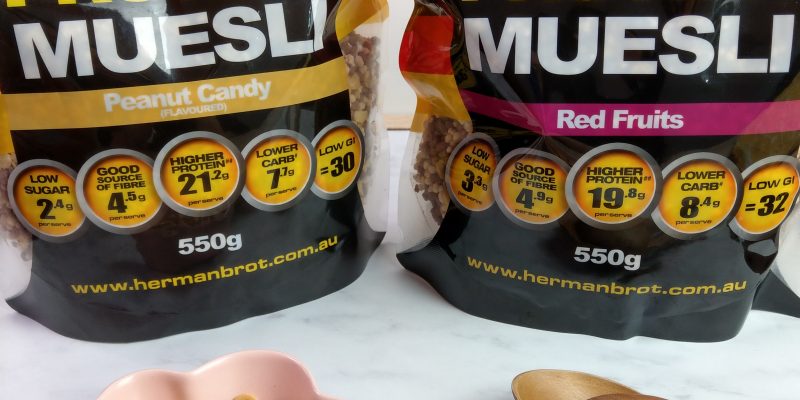 MUESLI
Peanut Candy
(FLAVOURED)
LOW
SUGAR
2.4g
per serve
GOOD
SOURCE
OF FIBRE
4.5g
per serve
HIGHER
PROTEIN##
21.2g
per serve
LOWER
CARB#
7.7g
per serve
LOW GI
=30
550g
www.hermanbrot.com.au
MUESLI
Red Fruits
LOW
SUGAR
3.3g
per serve
GOOD
SOURCE
OF FIBRE
4.9g
per serve
HIGHER
PROTEIN##
19.8g
per serve
LOWER
CARB#
8.4g
per serve
LOW GI
=32
550g
www.hermanbrot.com.au